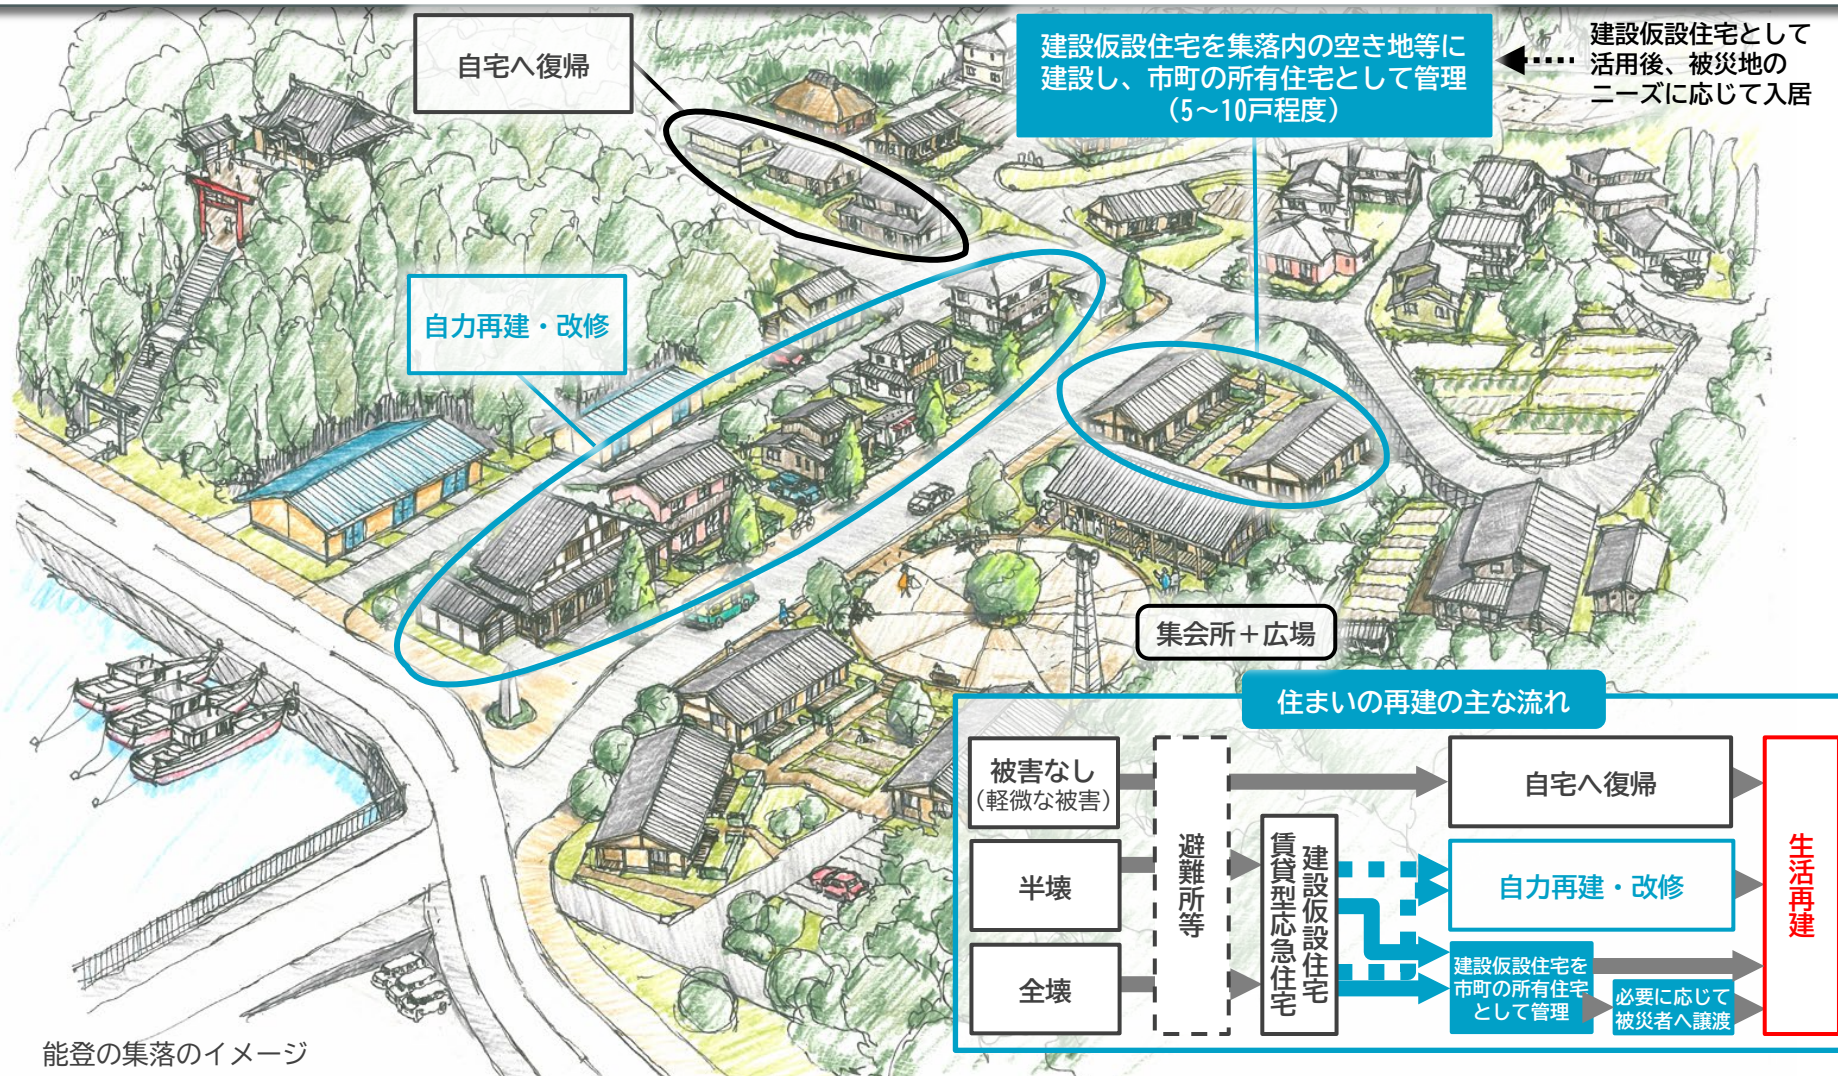 自宅へ復帰
建設仮設住宅を集落内の空き地等に
建設し、市町の所有住宅として管理
(5～10戸程度)
建設仮設住宅として
活用後、被災地の
ニーズに応じて入居
自力再建・改修
集会所＋広場
住まいの再建の主な流れ
被害なし
(軽微な被害)
半壊
全壊
避難所等
建設仮設住宅
賃貸型応急住宅
自宅へ復帰
自力再建・改修
建設仮設住宅を
市町の所有住宅
として管理
必要に応じて
被災者へ譲渡
生活再建
能登の集落のイメージ